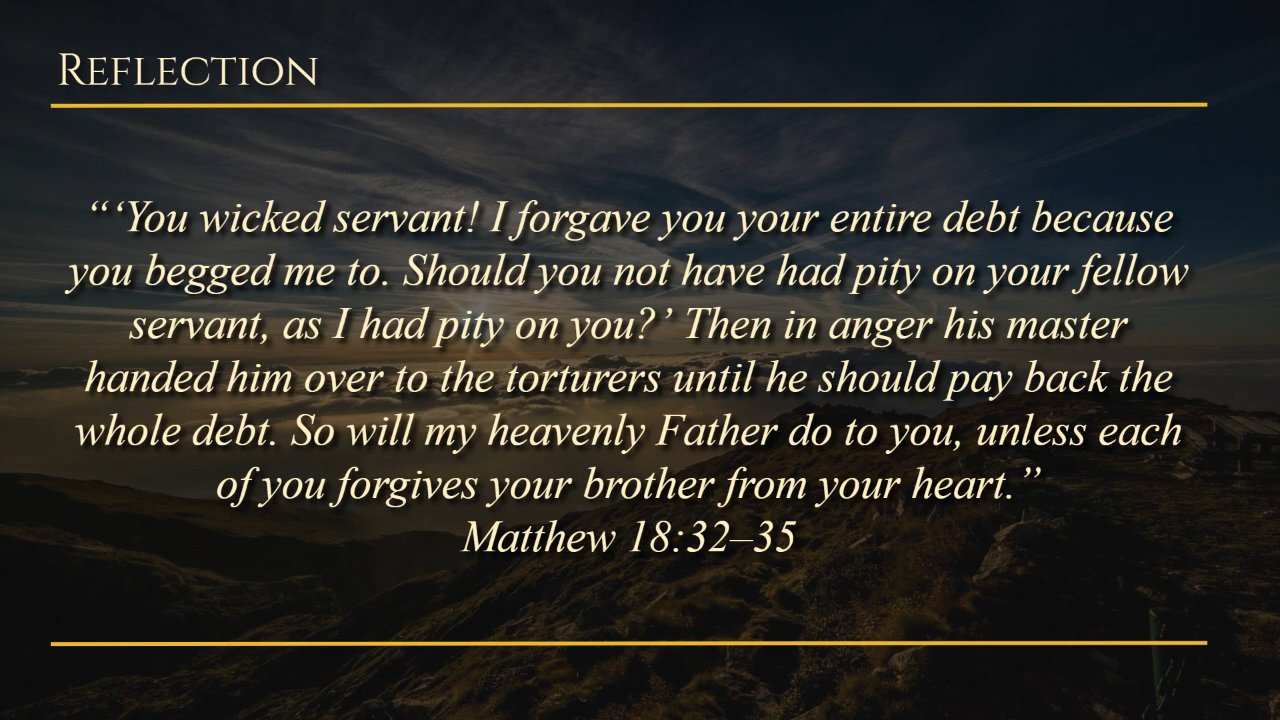 Reflection
“‘You wicked servant! I forgave you your entire debt because
you begged me to. Should you not have had pity on your fellow
servant, as I had pity on you?’ Then in anger his master
handed him over to the torturers until he should pay back the
whole debt. So will my heavenly Father do to you, unless each
of you forgives your brother from your heart.”
Matthew 18:32–35